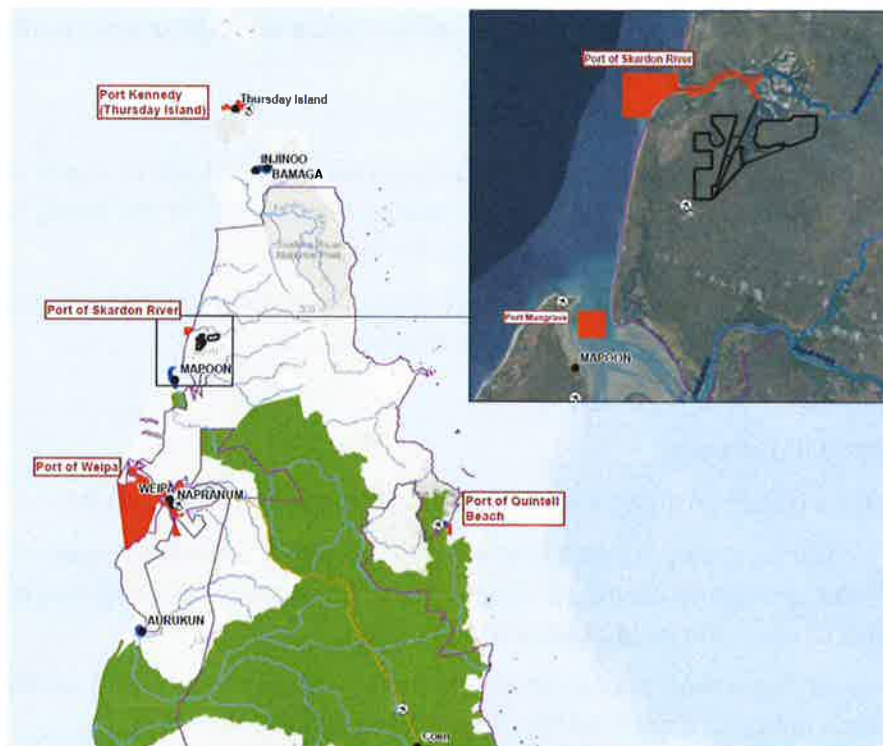 Port Kennedy
(Thursday Island)
Thursday Island
INJINOO
BAMAGA
Port of Skardon River
MAPOON
Port of Weipa
WEIPA
NAPRANUM
Port of Quintell
Beach
AURUKUN
Coen
Port of Skardon River
Port Musgrave
MAPOON